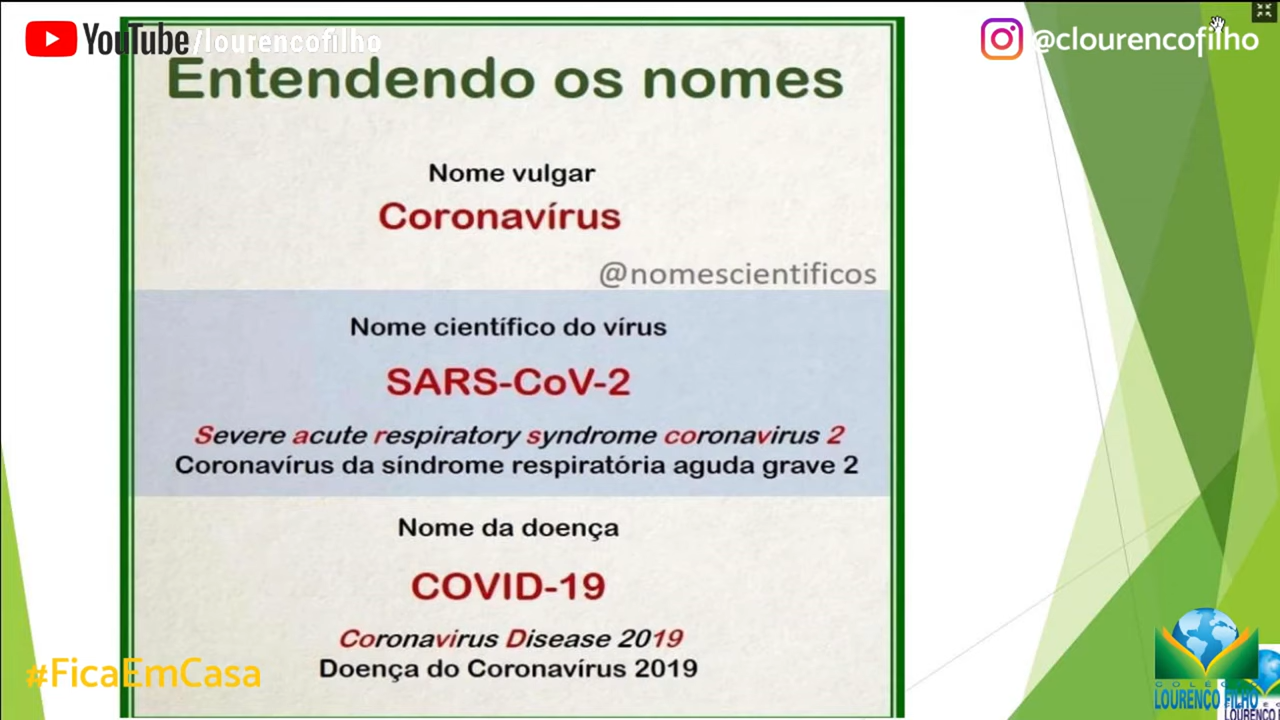 YouTube /lourencofilho
@clourencofilho
Entendendo os nomes
Nome vulgar
Coronavírus
@nomescientificos
Nome científico do vírus
SARS-CoV-2
Severe acute respiratory syndrome coronavirus 2
Coronavírus da síndrome respiratória aguda grave 2
Nome da doença
COVID-19
Coronavirus Disease 2019
Doença do Coronavírus 2019
#FicaEmCasa
LOURENÇO FILHO